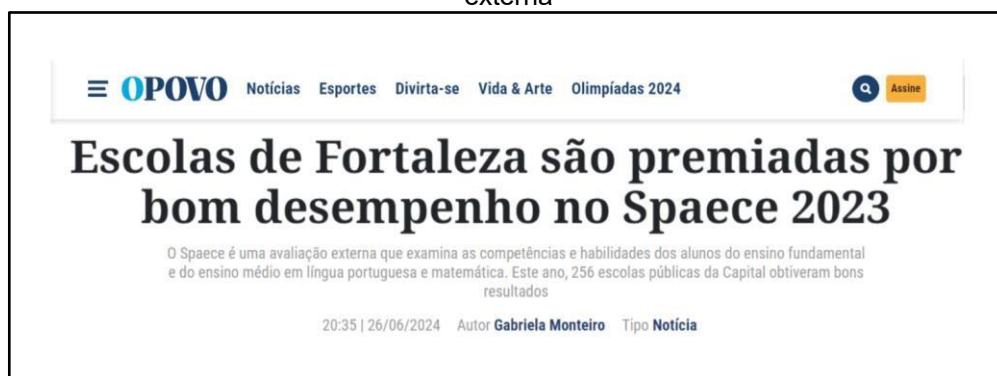 externa
OPOVO Notícias Esportes Divirta-se Vida & Arte Olimpíadas 2024 Assine
Escolas de Fortaleza são premiadas por
bom desempenho no Spaece 2023
O Spaece é uma avaliação externa que examina as competências e habilidades dos alunos do ensino fundamental
e do ensino médio em língua portuguesa e matemática. Este ano, 256 escolas públicas da Capital obtiveram bons
resultados
20:35 | 26/06/2024 Autor Gabriela Monteiro Tipo Notícia